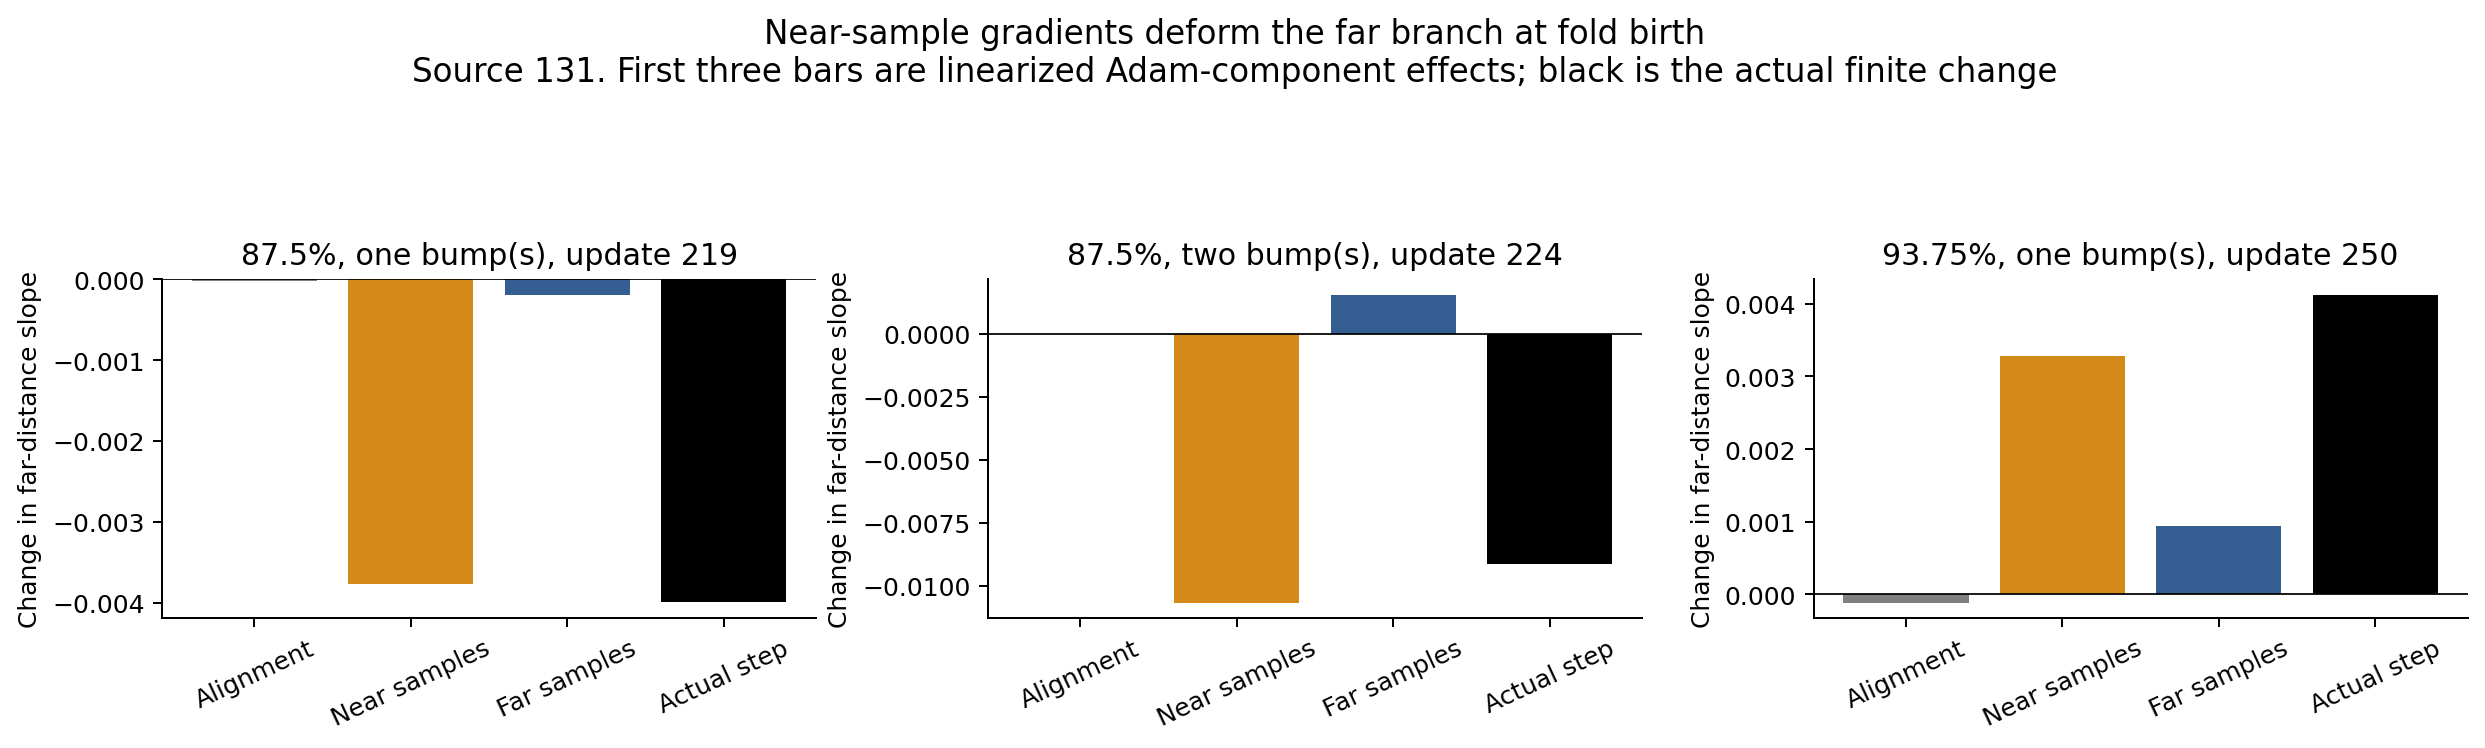 Near-sample gradients deform the far branch at fold birth
Source 131. First three bars are linearized Adam-component effects; black is the actual finite change
87.5%, one bump(s), update 219
Change in far-distance slope
0.000
−0.001
−0.002
−0.003
−0.004
Alignment
Near samples
Far samples
Actual step
87.5%, two bump(s), update 224
Change in far-distance slope
0.0000
−0.0025
−0.0050
−0.0075
−0.0100
Alignment
Near samples
Far samples
Actual step
93.75%, one bump(s), update 250
Change in far-distance slope
0.004
0.003
0.002
0.001
0.000
Alignment
Near samples
Far samples
Actual step